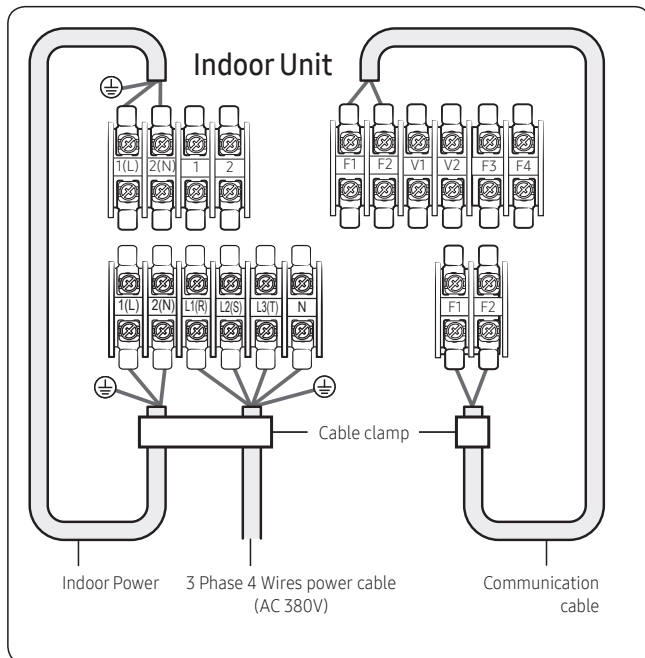 Indoor Unit
1(L) 2(N) 1 2
F1 F2 V1 V2 F3 F4
1(L) 2(N) L1(R) L2(S) L3(T) N
F1 F2
Cable clamp
Indoor Power
3 Phase 4 Wires power cable
(AC 380V)
Communication
cable